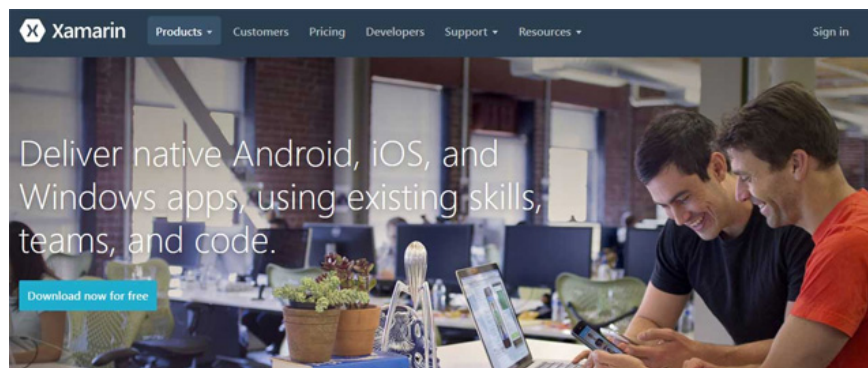 Xamarin Products Customers Pricing Developers Support Resources Sign in
Deliver native Android, iOS, and
Windows apps, using existing skills,
teams, and code.
Download now for free